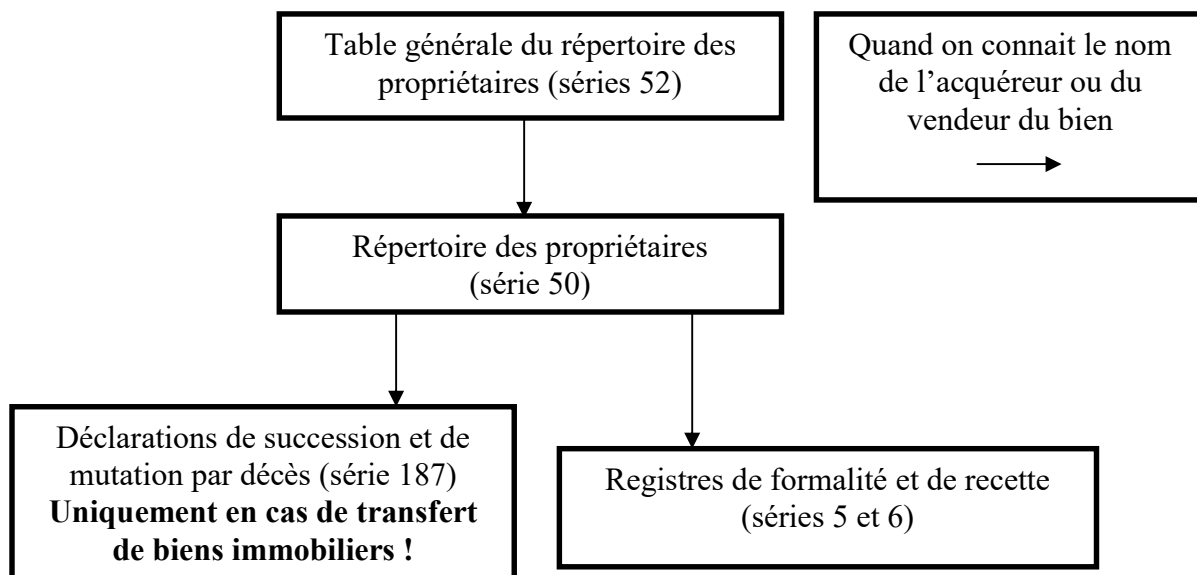 Table générale du répertoire des
propriétaires (séries 52)
Quand on connait le nom
de l’acquéreur ou du
vendeur du bien
Répertoire des propriétaires
(série 50)
Déclarations de succession et de
mutation par décès (série 187)
Uniquement en cas de transfert
de biens immobiliers !
Registres de formalité et de recette
(séries 5 et 6)